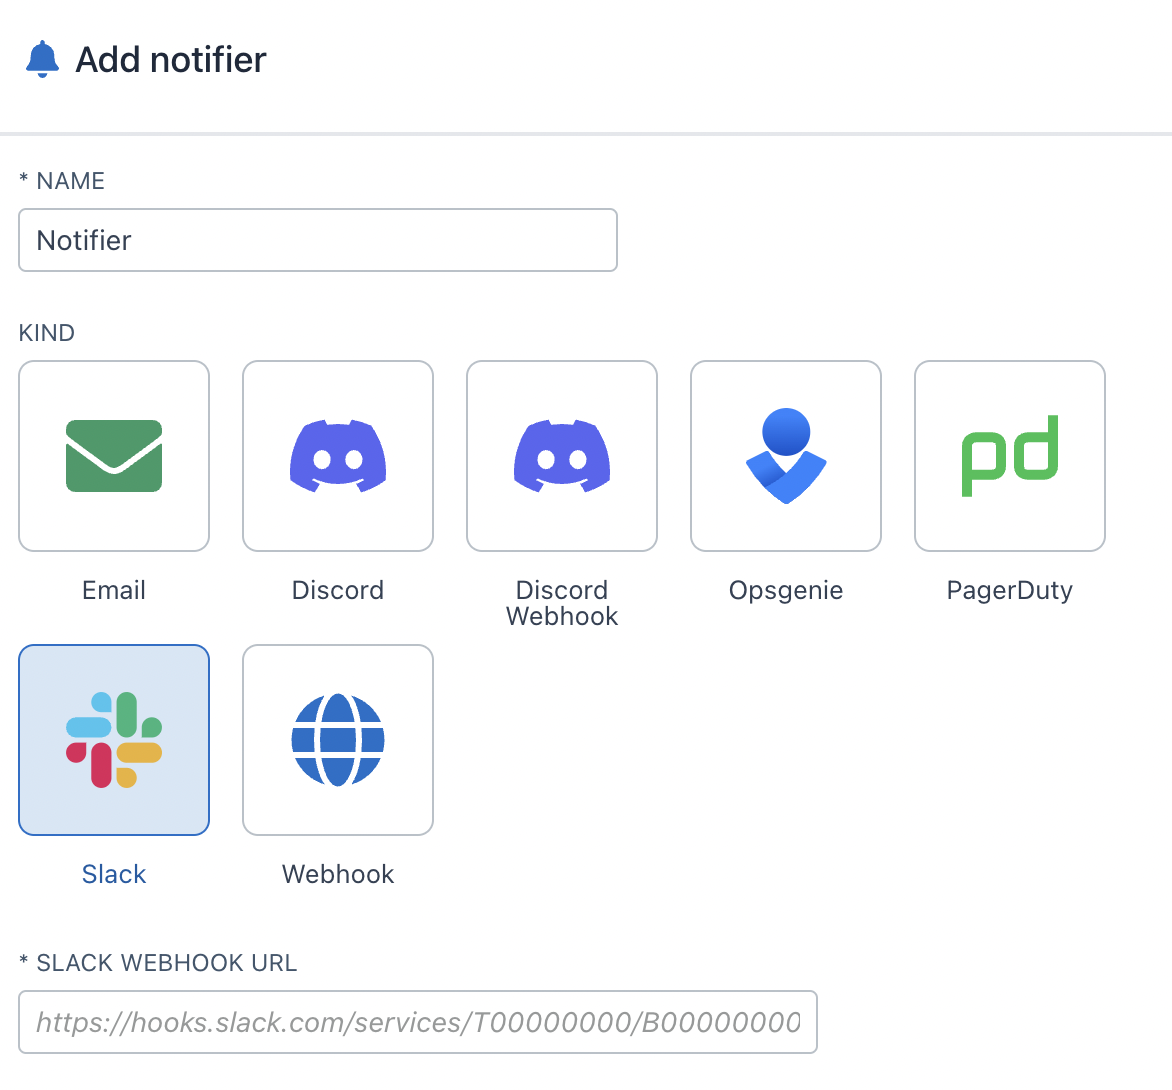 Add notifier
* NAME
Notifier
KIND
Email
Discord
Discord
Webhook
Opsgenie
pd
PagerDuty
Slack
Webhook
* SLACK WEBHOOK URL
https://hooks.slack.com/services/T00000000/B00000000